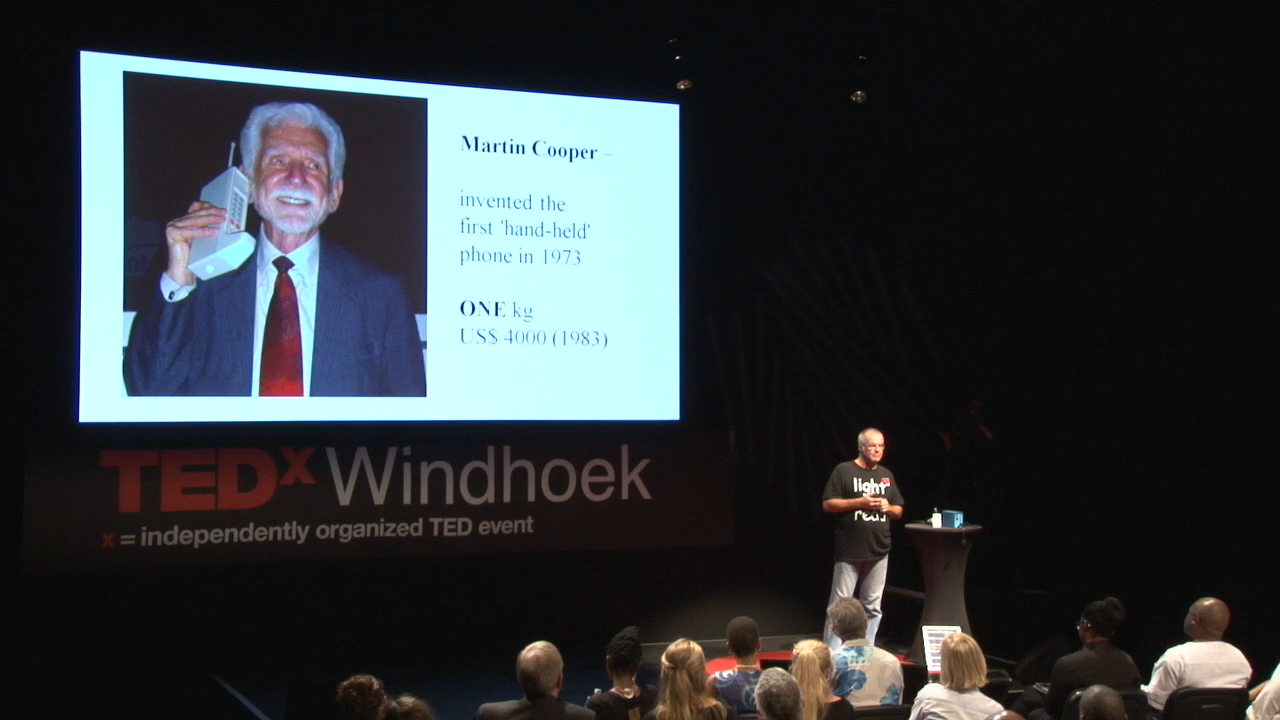 Martin Cooper –
invented the
first 'hand-held'
phone in 1973
ONE kg
US$ 4000 (1983)
TEDx Windhoek
x = independently organized TED event
light